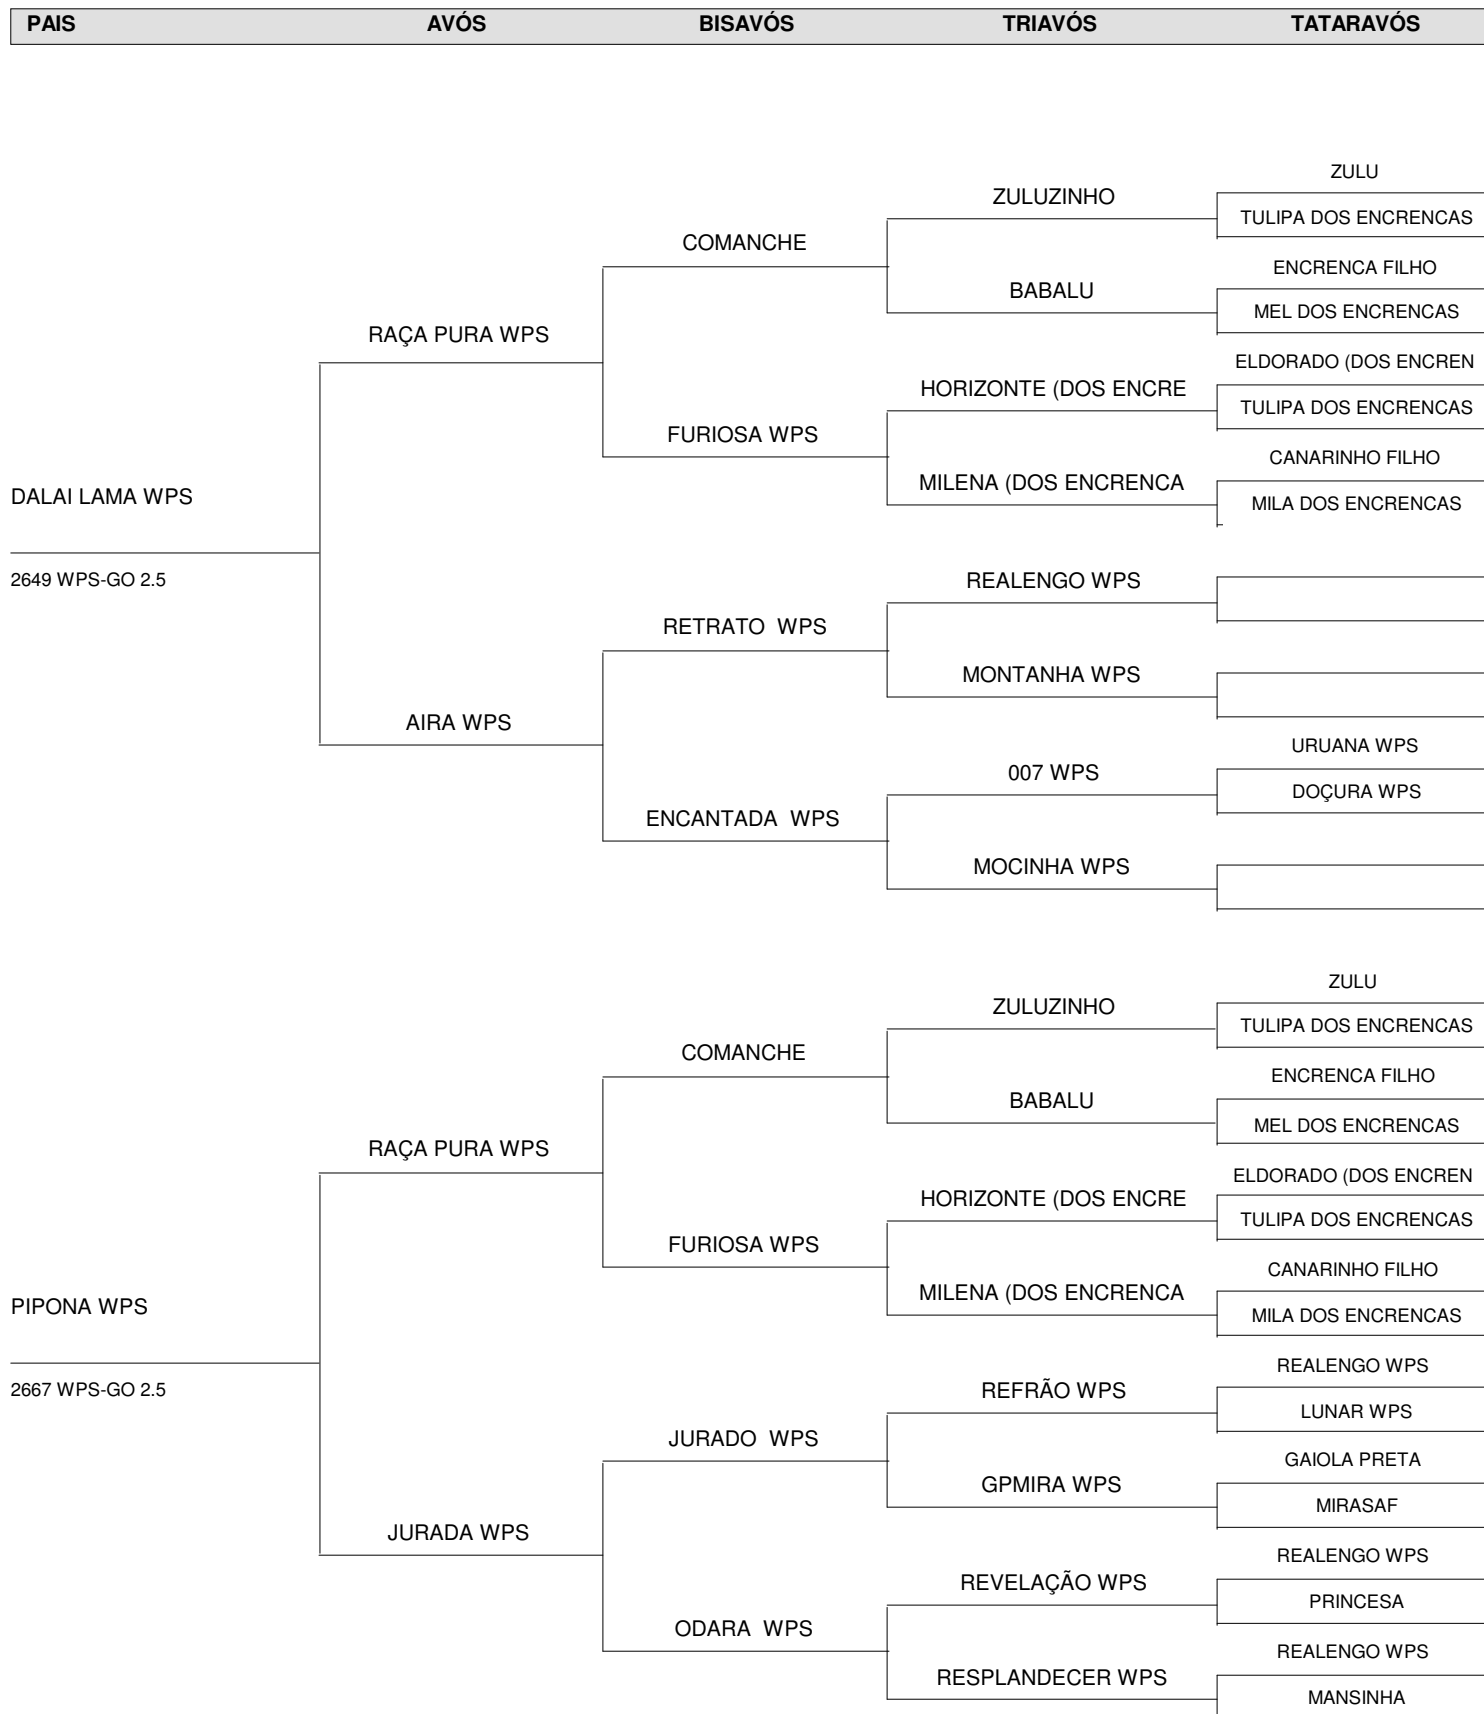 PAIS AVÓS BISAVÓS TRIAVÓS TATARAVÓS
ZULU
ZULUZINHO
TULIPA DOS ENCRENCAS
COMANCHE
ENCRENCA FILHO
BABALU
MEL DOS ENCRENCAS
RAÇA PURA WPS
ELDORADO (DOS ENCREN
HORIZONTE (DOS ENCRE
TULIPA DOS ENCRENCAS
FURIOSA WPS
CANARINHO FILHO
MILENA (DOS ENCRENCA
DALAI LAMA WPS
MILA DOS ENCRENCAS
2649 WPS-GO 2.5
REALENGO WPS
RETRATO WPS
MONTANHA WPS
AIRA WPS
URUANA WPS
007 WPS
DOÇURA WPS
ENCANTADA WPS
MOCINHA WPS
ZULU
ZULUZINHO
TULIPA DOS ENCRENCAS
COMANCHE
ENCRENCA FILHO
BABALU
MEL DOS ENCRENCAS
RAÇA PURA WPS
ELDORADO (DOS ENCREN
HORIZONTE (DOS ENCRE
TULIPA DOS ENCRENCAS
FURIOSA WPS
CANARINHO FILHO
MILENA (DOS ENCRENCA
PIPONA WPS
MILA DOS ENCRENCAS
REALENGO WPS
2667 WPS-GO 2.5
REFRÃO WPS
LUNAR WPS
JURADO WPS
GAIOLA PRETA
GPMIRA WPS
MIRASAF
JURADA WPS
REALENGO WPS
REVELAÇÃO WPS
PRINCESA
ODARA WPS
REALENGO WPS
RESPLANDECER WPS
MANSINHA